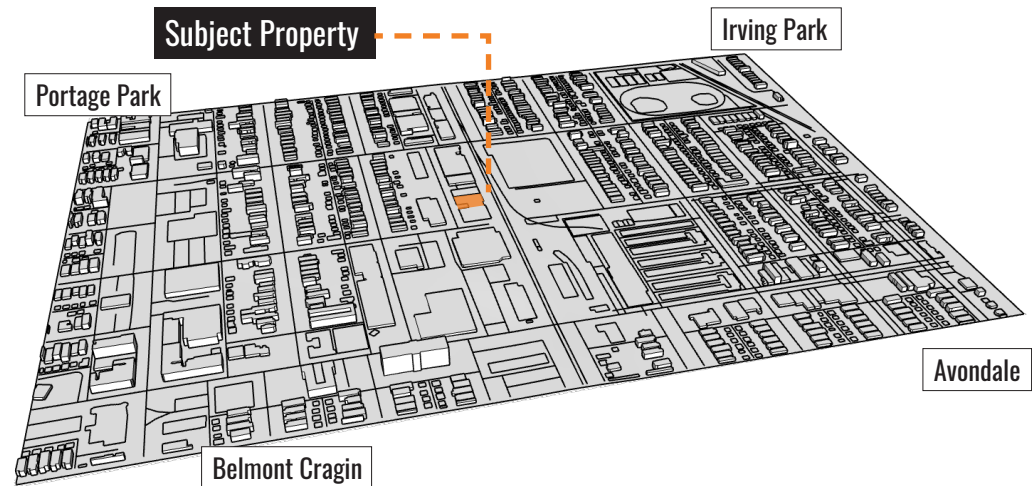 Irving Park
Subject Property
Portage Park
Avondale
Belmont Cragin